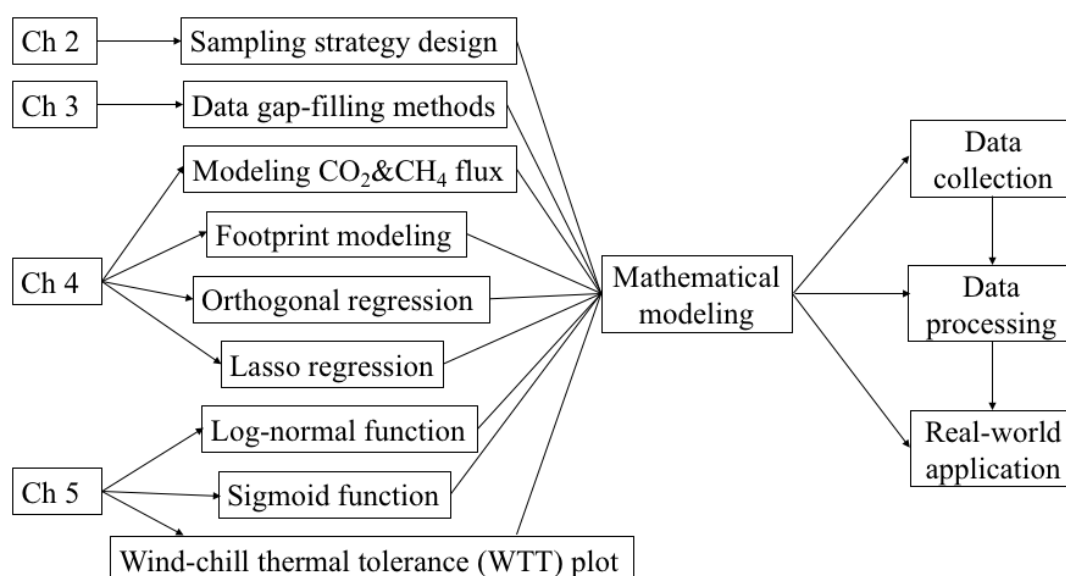 Ch 2
Sampling strategy design
Ch 3
Data gap-filling methods
Ch 4
Modeling CO₂&CH₄ flux
Footprint modeling
Orthogonal regression
Lasso regression
Ch 5
Log-normal function
Sigmoid function
Wind-chill thermal tolerance (WTT) plot
Mathematical
modeling
Data
collection
Data
processing
Real-world
application